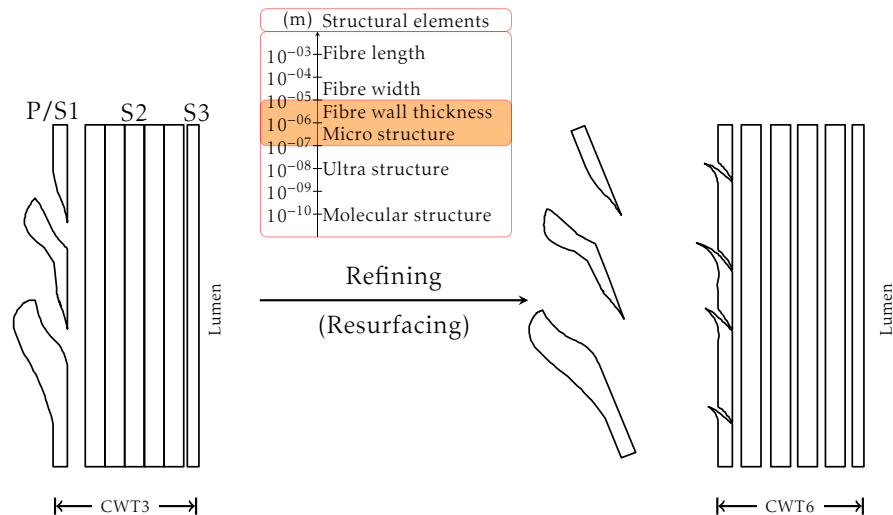 (m) Structural elements
10⁻⁰³ Fibre length
10⁻⁰⁴
Fibre width
10⁻⁰⁵
Fibre wall thickness
10⁻⁰⁶
Micro structure
10⁻⁰⁷
10⁻⁰⁸ Ultra structure
10⁻⁰⁹
10⁻¹⁰ Molecular structure
P/S1 S2 S3
Lumen
Refining
(Resurfacing)
Lumen
CWT3
CWT6